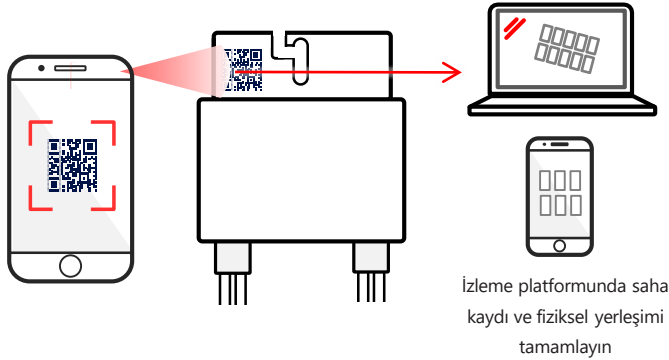 İzleme platformunda saha
kaydı ve fiziksel yerleşimi
tamamlayın